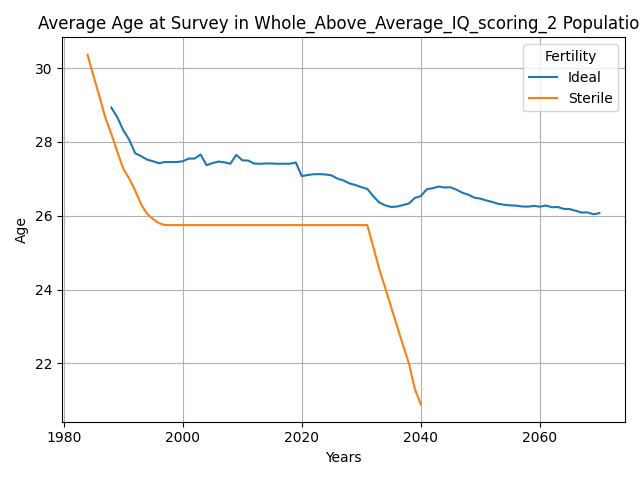 Average Age at Survey in Whole_Above_Average_IQ_scoring_2 Populatio
Fertility
Ideal
Sterile
30
28
26
24
22
Age
1980
2000
2020
2040
2060
Years